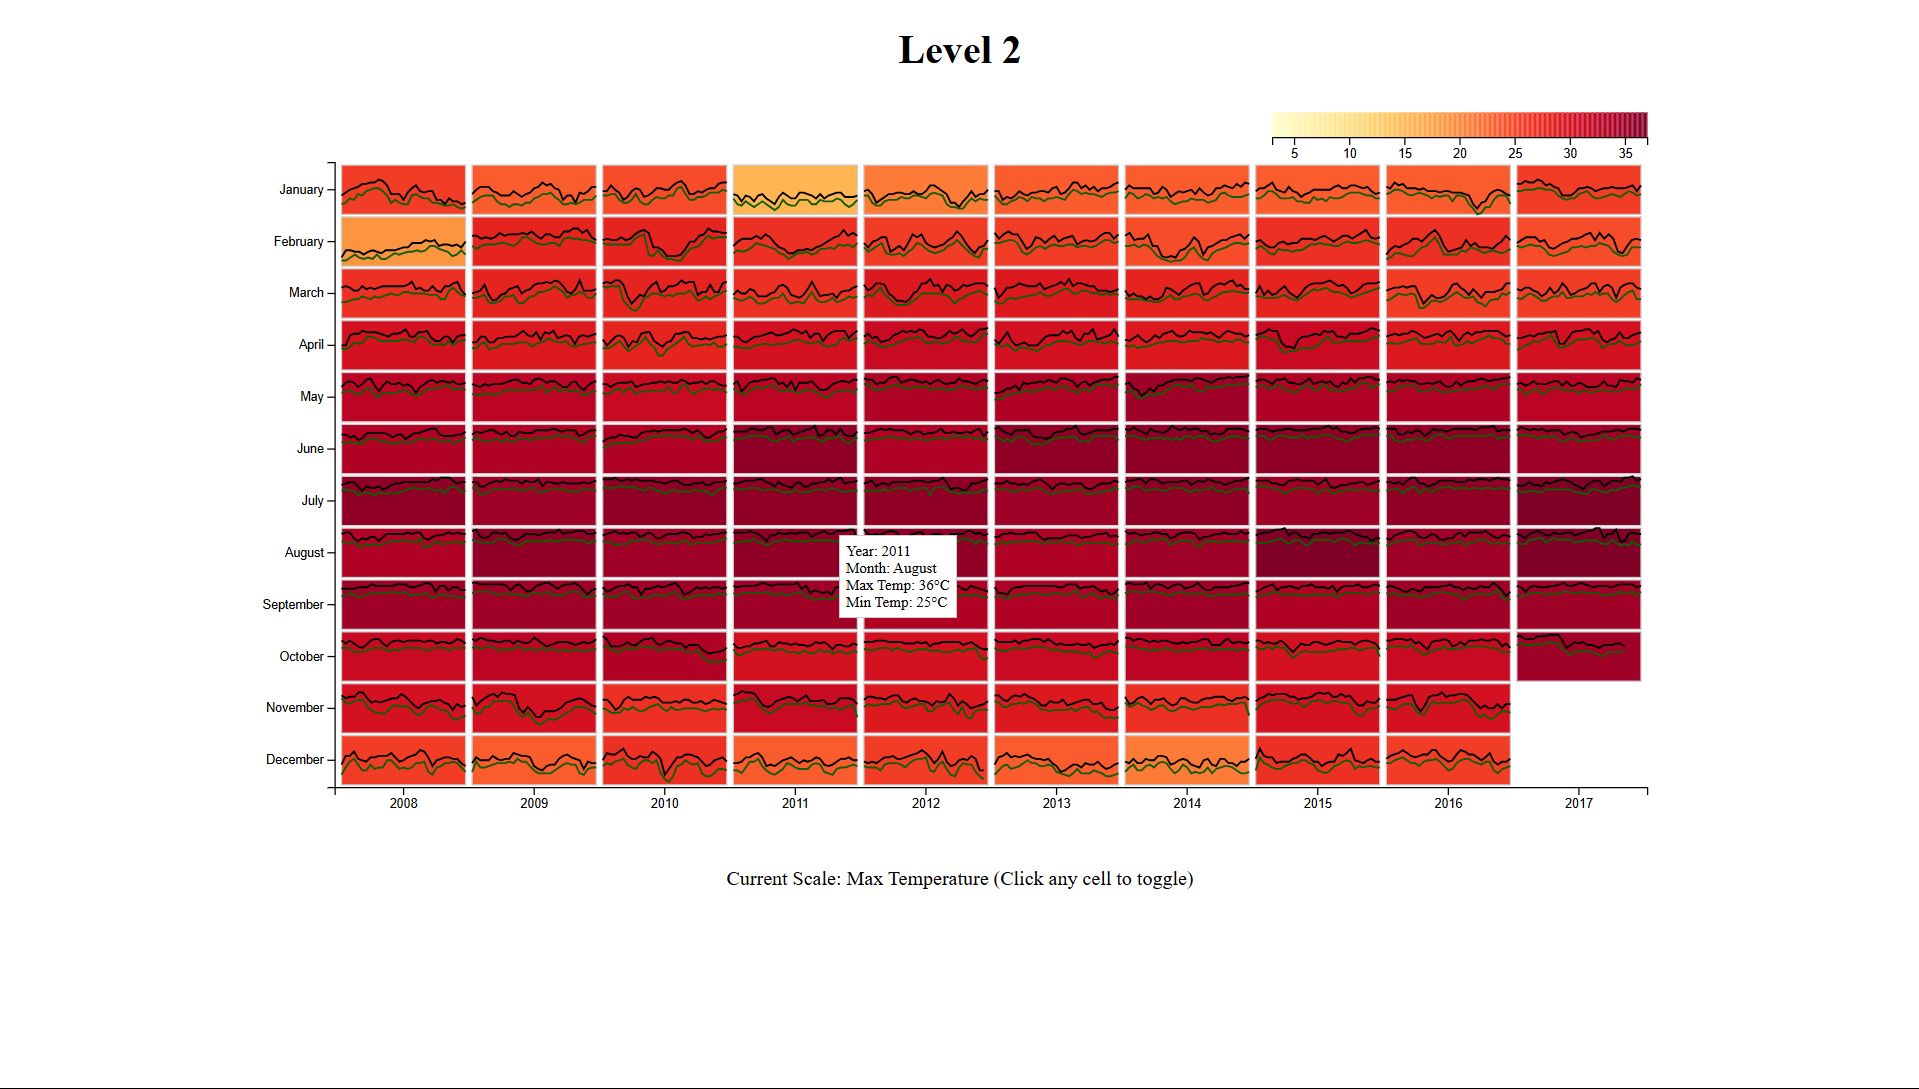 Level 2
5 10 15 20 25 30 35
January
February
March
April
May
June
July
August
September
October
November
December
Year: 2011
Month: August
Max Temp: 36°C
Min Temp: 25°C
2008 2009 2010 2011 2012 2013 2014 2015 2016 2017
Current Scale: Max Temperature (Click any cell to toggle)